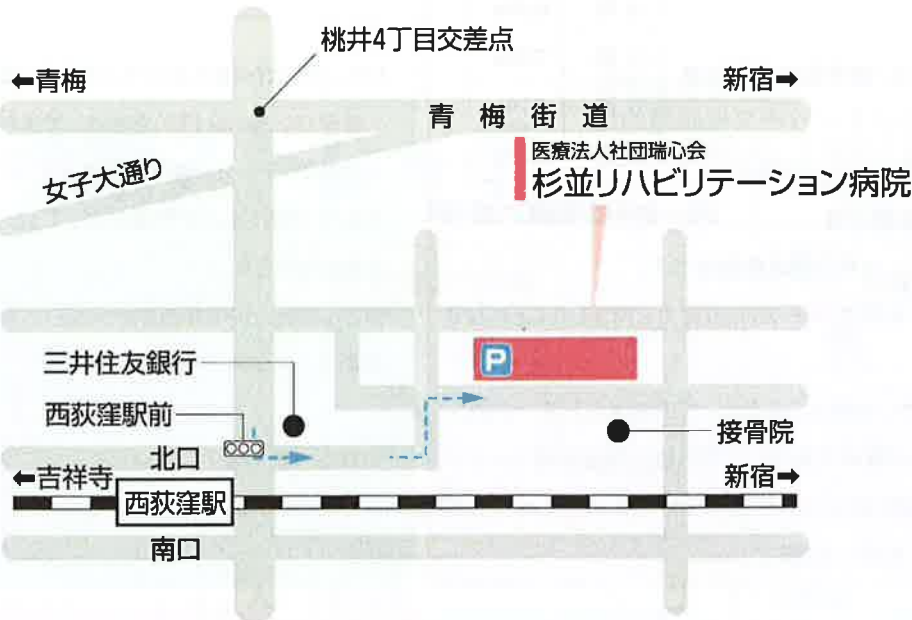 桃井4丁目交差点
←青梅
新宿→
青梅街道
女子大通り
医療法人社団瑞心会
杉並リハビリテーション病院
P
三井住友銀行
西荻窪駅前
接骨院
北口
←吉祥寺
新宿→
西荻窪駅
南口